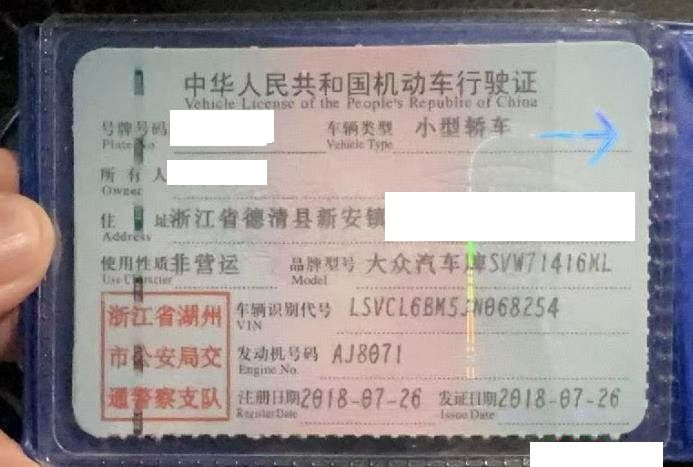 中华人民共和国机动车行驶证
Vehicle License of the People's Republic of China
号牌号码 车辆类型 小型轿车
Plate No Vehicle Type
所有人
Owner
住址 浙江省德清县新安镇
Address
使用性质 非营运 品牌型号 大众汽车牌SVW71416ML
Use Character Model
浙江省湖州
市公安局交
通警察支队
车辆识别代号 LSVCL6BM5JN068254
VIN
发动机号码 AJ8071
Engine No.
注册日期 2018-07-26 发证日期 2018-07-26
Register Date Issue Date